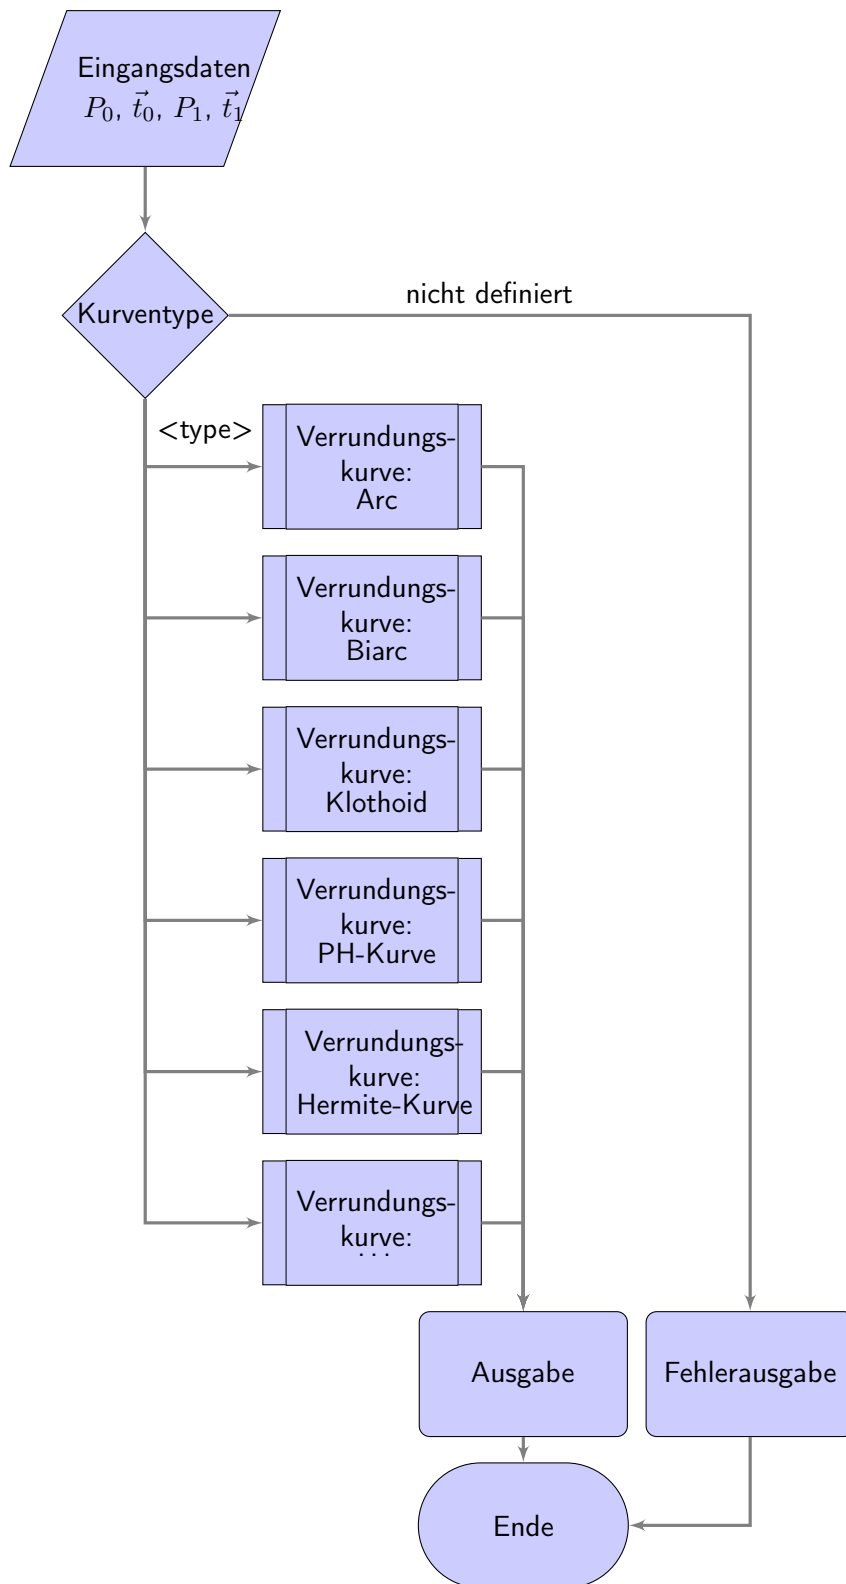 Eingangsdaten
P₀, t⃗₀, P₁, t⃗₁
Kurventype
nicht definiert
<type>
Verrundungs-
kurve:
Arc
Verrundungs-
kurve:
Biarc
Verrundungs-
kurve:
Klothoid
Verrundungs-
kurve:
PH-Kurve
Verrundungs-
kurve:
Hermite-Kurve
Verrundungs-
kurve:
...
Ausgabe
Fehlerausgabe
Ende